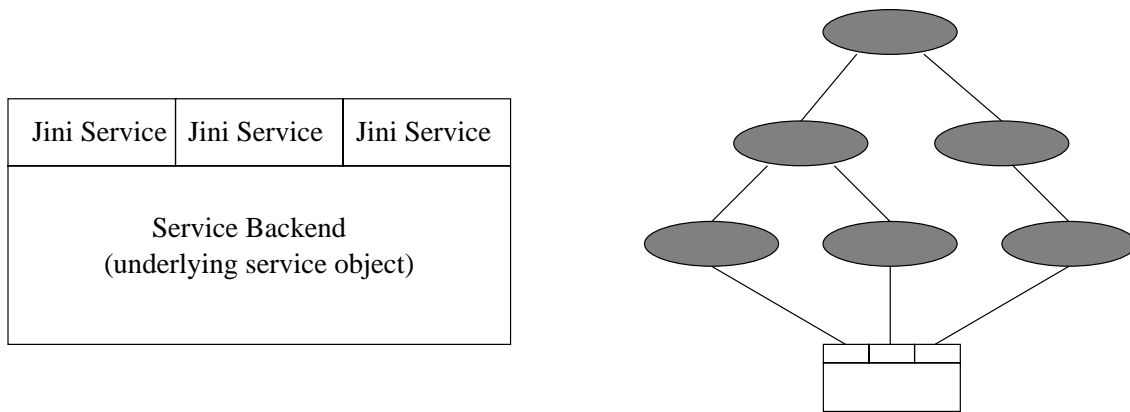 Jini Service Jini Service Jini Service
Service Backend
(underlying service object)